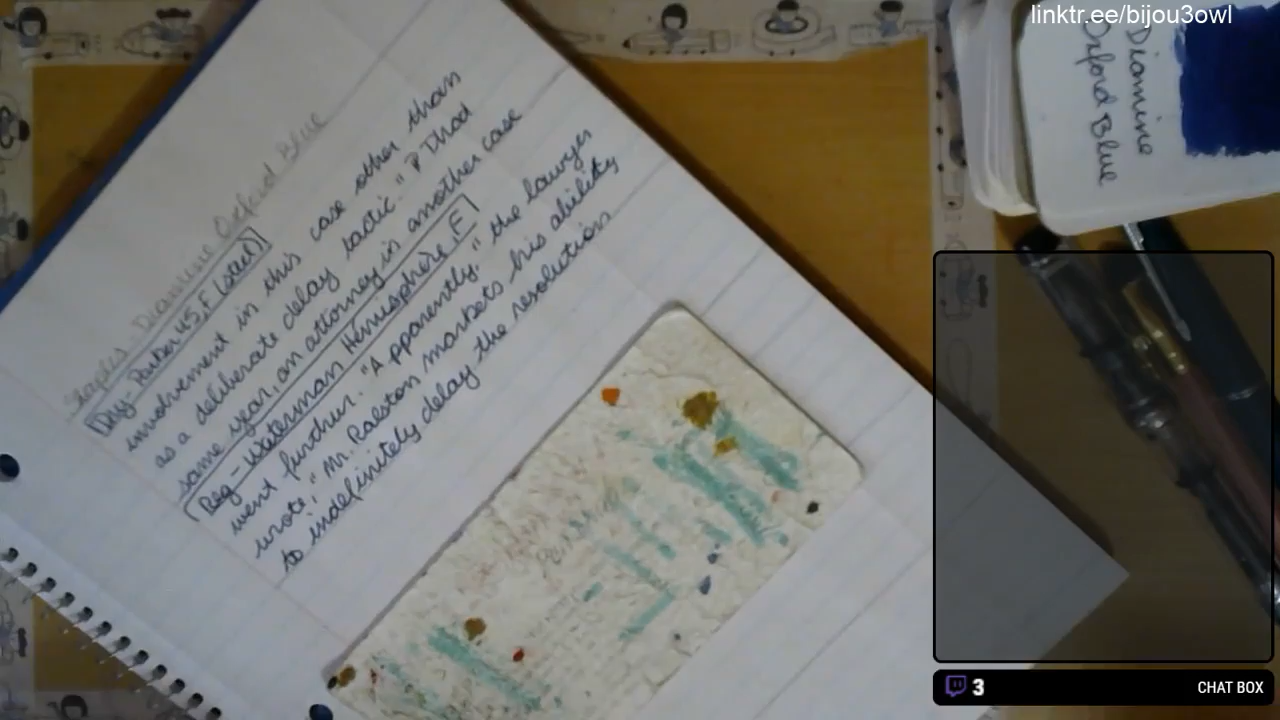 linktr.ee/bijou3owl
Diamine
Oxford Blue
Staples - Diamine Oxford Blue
Dry - Parker 45, F (steel)
involvement in this case other than
as a deliberate delay tactic." That
same year, an attorney in another case
Reg - Waterman Hémisphère, F
went further. "Apparently," the lawyer
wrote, "Mr. Ralston markets his ability
to indefinitely delay the resolution
3
CHAT BOX